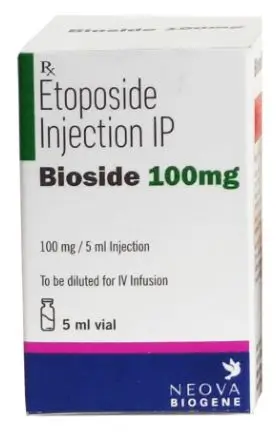 Rx
Etoposide
Injection IP
Bioside 100mg
100 mg / 5 ml Injection
To be diluted for IV Infusion
5 ml vial
NEOVA
BIOGENE